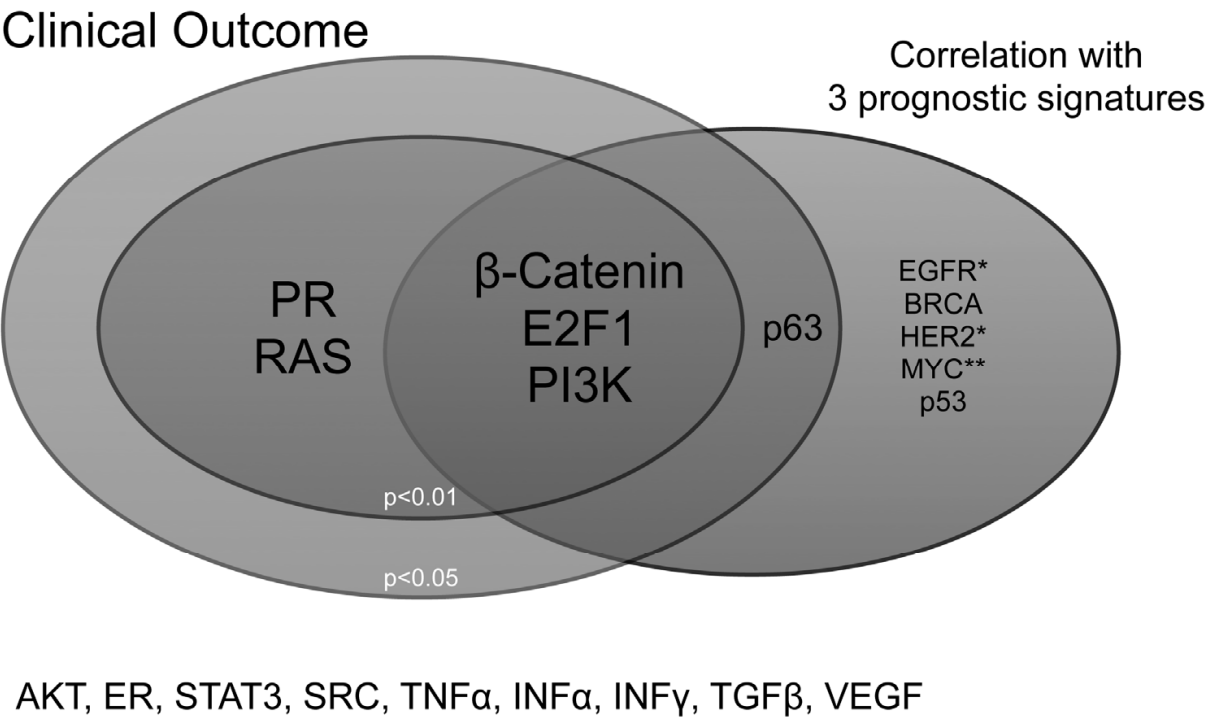 Clinical Outcome
Correlation with
3 prognostic signatures
PR
RAS
β-Catenin
E2F1
PI3K
p63
EGFR*
BRCA
HER2*
MYC**
p53
p<0.01
p<0.05
AKT, ER, STAT3, SRC, TNFα, INFα, INFγ, TGFβ, VEGF